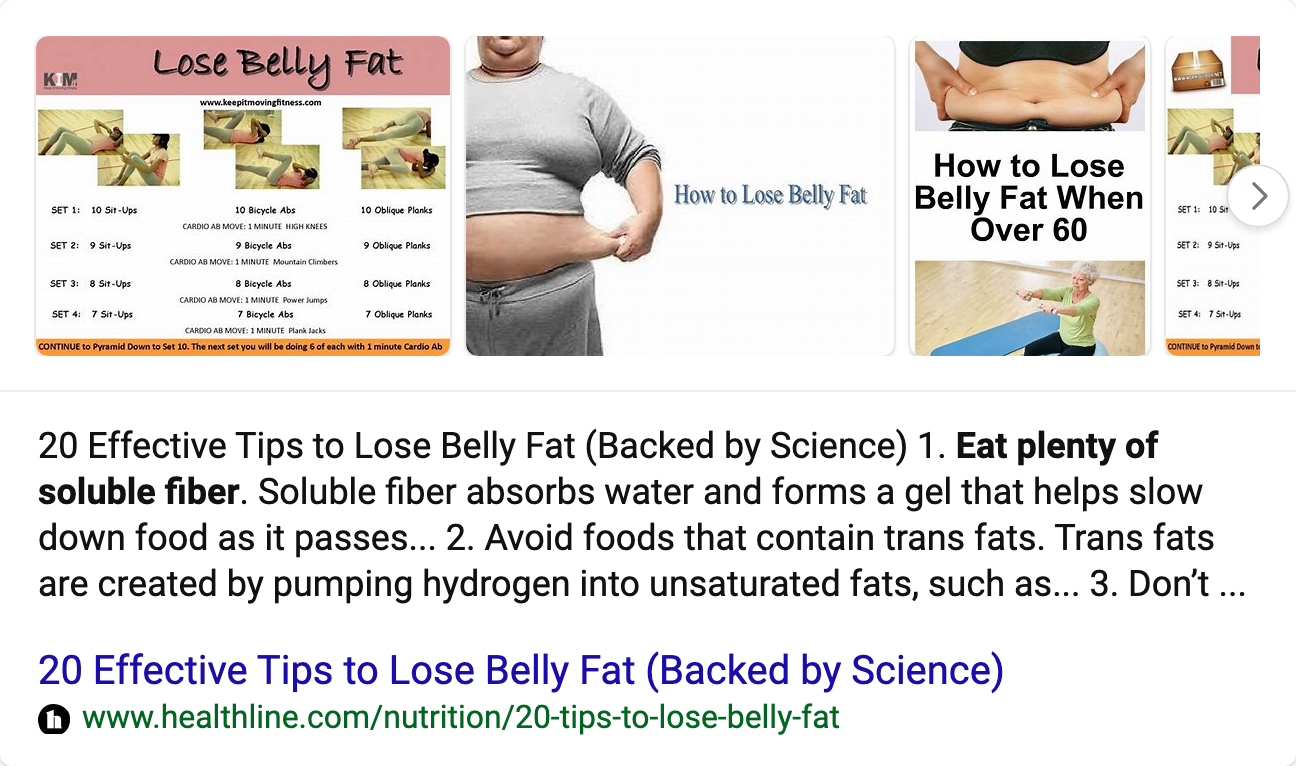 Lose Belly Fat
KIM
www.keepitmovingfitness.com
SET 1: 10 Sit-Ups 10 Bicycle Abs 10 Oblique Planks
CARDIO AB MOVE: 1 MINUTE HIGH KNEES
SET 2: 9 Sit-Ups 9 Bicycle Abs 9 Oblique Planks
CARDIO AB MOVE: 1 MINUTE Mountain Climbers
SET 3: 8 Sit-Ups 8 Bicycle Abs 8 Oblique Planks
CARDIO AB MOVE: 1 MINUTE Power Jumps
SET 4: 7 Sit-Ups 7 Bicycle Abs 7 Oblique Planks
CARDIO AB MOVE: 1 MINUTE Plank Jacks
CONTINUE to Pyramid Down to Set 10. The next set you will be doing 6 of each with 1 minute Cardio Ab
How to Lose Belly Fat
How to Lose
Belly Fat When
Over 60
SET 1: 10 Sit
SET 2: 9 Sit-Ups
SET 3: 8 Sit-Ups
SET 4: 7 Sit-Ups
CONTINUE to Pyramid Down to
20 Effective Tips to Lose Belly Fat (Backed by Science) 1. Eat plenty of
soluble fiber. Soluble fiber absorbs water and forms a gel that helps slow
down food as it passes... 2. Avoid foods that contain trans fats. Trans fats
are created by pumping hydrogen into unsaturated fats, such as... 3. Don’t ...
20 Effective Tips to Lose Belly Fat (Backed by Science)
h www.healthline.com/nutrition/20-tips-to-lose-belly-fat